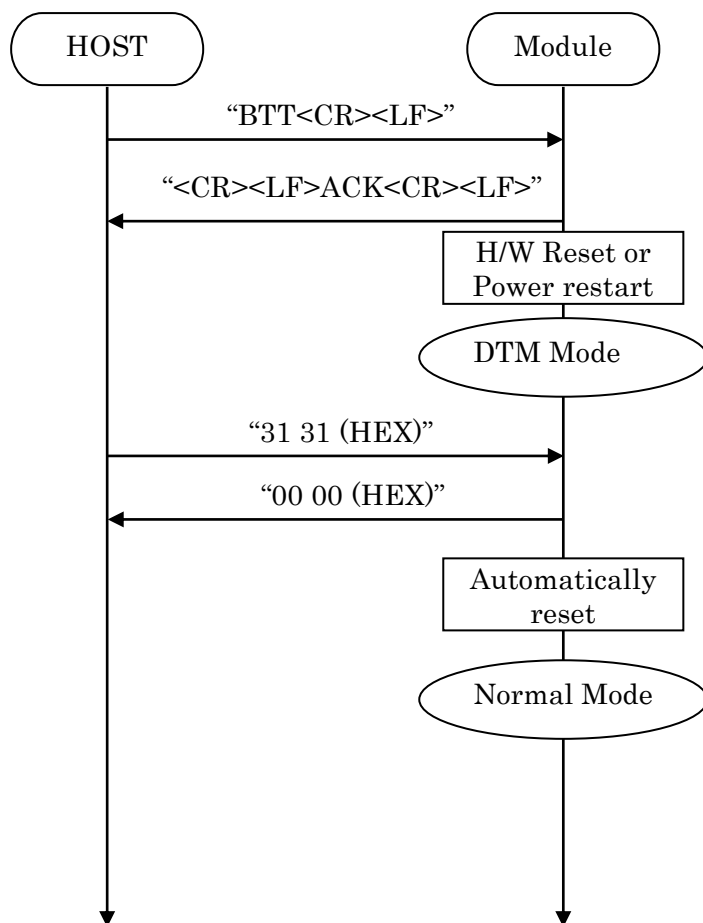 HOST
Module
“BTT<CR><LF>”
“<CR><LF>ACK<CR><LF>”
H/W Reset or
Power restart
DTM Mode
“31 31 (HEX)”
“00 00 (HEX)”
Automatically
reset
Normal Mode